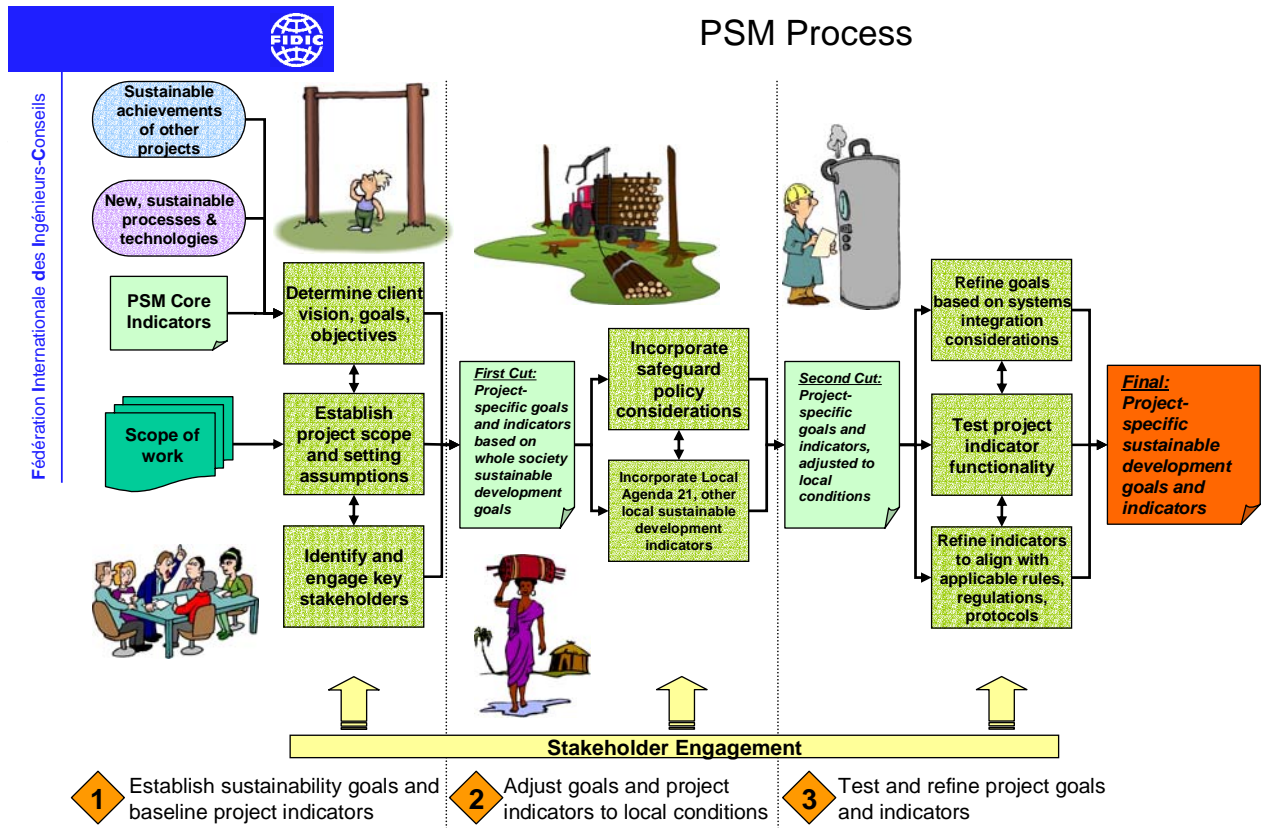 FIDIC
PSM Process
Fédération Internationale des Ingénieurs-Conseils
Sustainable
achievements
of other
projects
New, sustainable
processes &
technologies
PSM Core
Indicators
Scope of
work
Determine client
vision, goals,
objectives
Establish
project scope
and setting
assumptions
Identify and
engage key
stakeholders
First Cut:
Project-
specific goals
and indicators
based on
whole society
sustainable
development
goals
Incorporate
safeguard
policy
considerations
Incorporate Local
Agenda 21, other
local sustainable
development
indicators
Second Cut:
Project-
specific
goals and
indicators,
adjusted to
local
conditions
Refine goals
based on systems
integration
considerations
Test project
indicator
functionality
Refine indicators
to align with
applicable rules,
regulations,
protocols
Final:
Project-
specific
sustainable
development
goals and
indicators
Stakeholder Engagement
1
Establish sustainability goals and
baseline project indicators
2
Adjust goals and project
indicators to local conditions
3
Test and refine project goals
and indicators